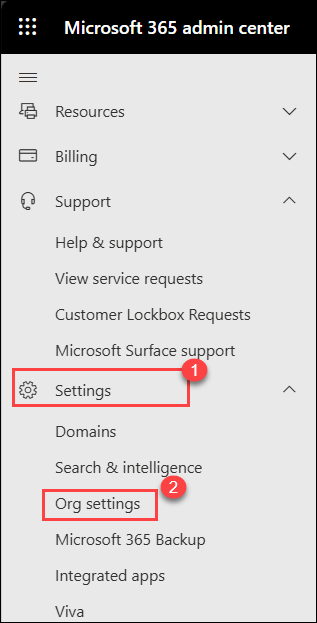 Microsoft 365 admin center
Resources
Billing
Support
Help & support
View service requests
Customer Lockbox Requests
Microsoft Surface support
1
Settings
Domains
Search & intelligence
2
Org settings
Microsoft 365 Backup
Integrated apps
Viva